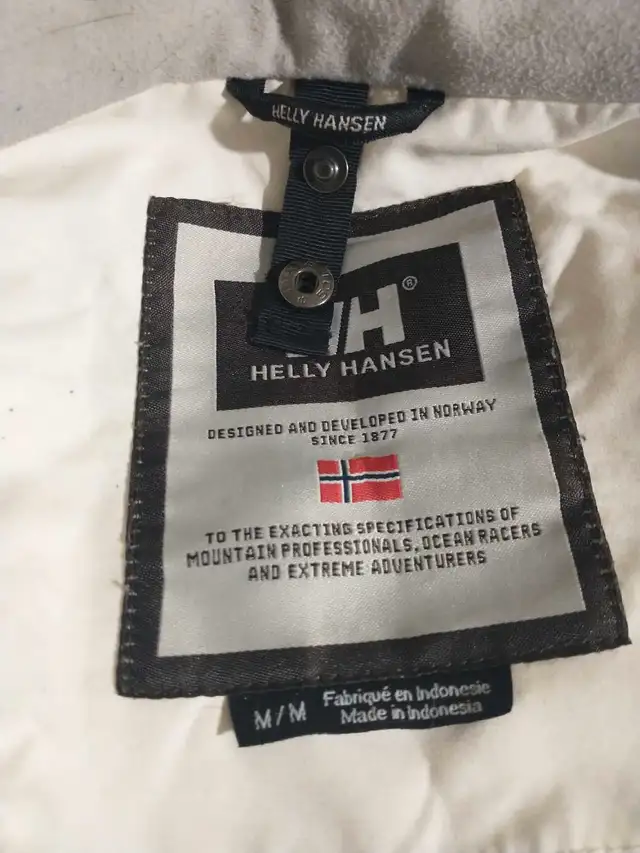 HELLY HANSEN
H®
HELLY HANSEN
DESIGNED AND DEVELOPED IN NORWAY
SINCE 1877
TO THE EXACTING SPECIFICATIONS OF
MOUNTAIN PROFESSIONALS, OCEAN RACERS
AND EXTREME ADVENTURERS
M/M
Fabriqué en Indonesie
Made in Indonesia